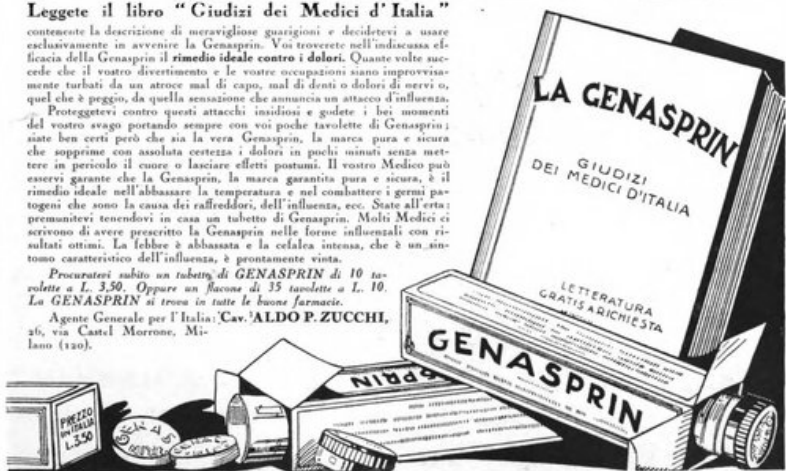 Leggete il libro “Giudizi dei Medici d'Italia”
contenente la descrizione di meravigliose guarigioni e decidetevi a usare
esclusivamente in avvenire la Genasprin. Voi troverete nell'indiscussa ef-
ficacia della Genasprin il rimedio ideale contro i dolori. Quante volte suc-
cede che il vostro divertimento e le vostre occupazioni siano improvvisa-
mente turbati da un atroce mal di capo, mal di denti o dolori di nervi o,
quel che è peggio, da quella sensazione che annuncia un attacco d'influenza.
Proteggetevi contro questi attacchi insidiosi e godete i bei momenti
del vostro svago portando sempre con voi poche tavolette di Genasprin;
siate ben certi però che sia la vera Genasprin, la marca pura e sicura
che sopprime con assoluta certezza i dolori in pochi minuti senza met-
tere in pericolo il cuore o lasciare effetti postumi. Il vostro Medico può
esservi garante che la Genasprin, la marca garantita pura e sicura, è il
rimedio ideale nell'abbassare la temperatura e nel combattere i germi pa-
togeni che sono la causa dei raffreddori, dell'influenza, ecc. State all'erta:
premunitevi tenendovi in casa un tubetto di Genasprin. Molti Medici ci
scrivono di avere prescritto la Genasprin nelle forme influenzali con ri-
sultati ottimi. La febbre è abbassata e la cefalea intensa, che è un sin-
tomo caratteristico dell'influenza, è prontamente vinta.
Procuratevi subito un tubetto di GENASPRIN di 10 ta-
volette a L. 3,50. Oppure un flacone di 35 tavolette a L. 10.
La GENASPRIN si trova in tutte le buone farmacie.
Agente Generale per l'Italia: Cav. ALDO P. ZUCCHI,
26, via Castel Morrone, Mi-
lano (120).
LA GENASPRIN
GIUDIZI
DEI MEDICI D'ITALIA
LETTERATURA
GRATIS A RICHIESTA
GENASPRIN
PREZZO
IN ITALIA
L. 3.50